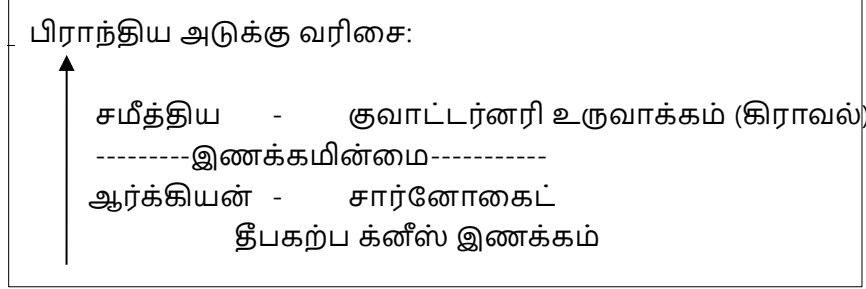 பிராந்திய அடுக்கு வரிசை:
சமீத்திய - குவாட்டர்னரி உருவாக்கம் (கிராவல்)
---------இணக்கமின்மை-----------
ஆர்க்கியன் - சார்னோகைட்
தீபகற்ப க்னீஸ் இணக்கம்